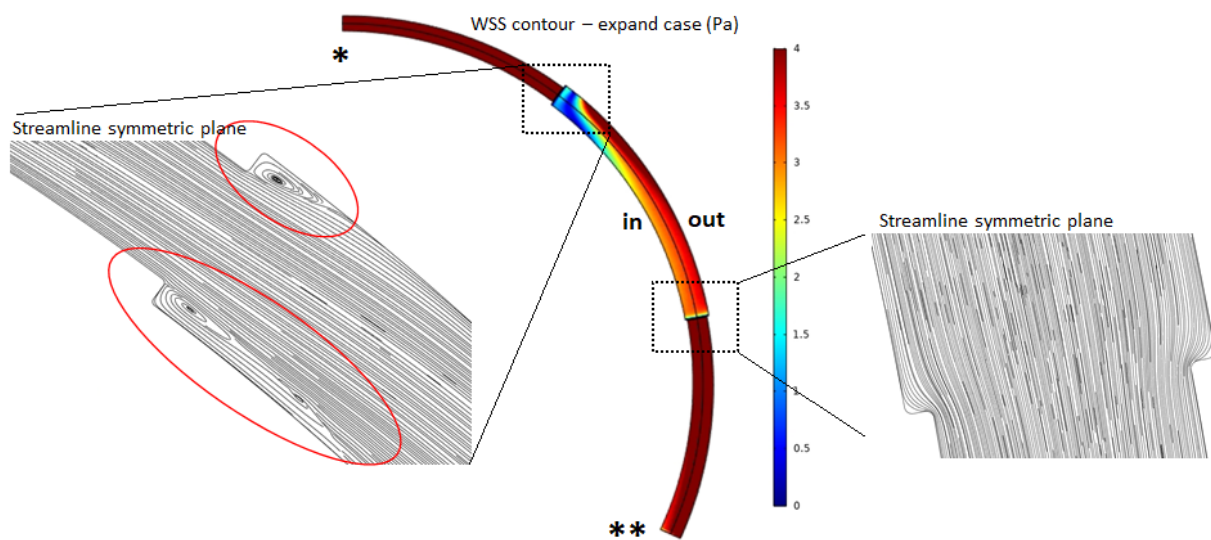 WSS contour – expand case (Pa)
*
4
3.5
3
2.5
2
1.5
1
0.5
0
Streamline symmetric plane
in
out
Streamline symmetric plane
**